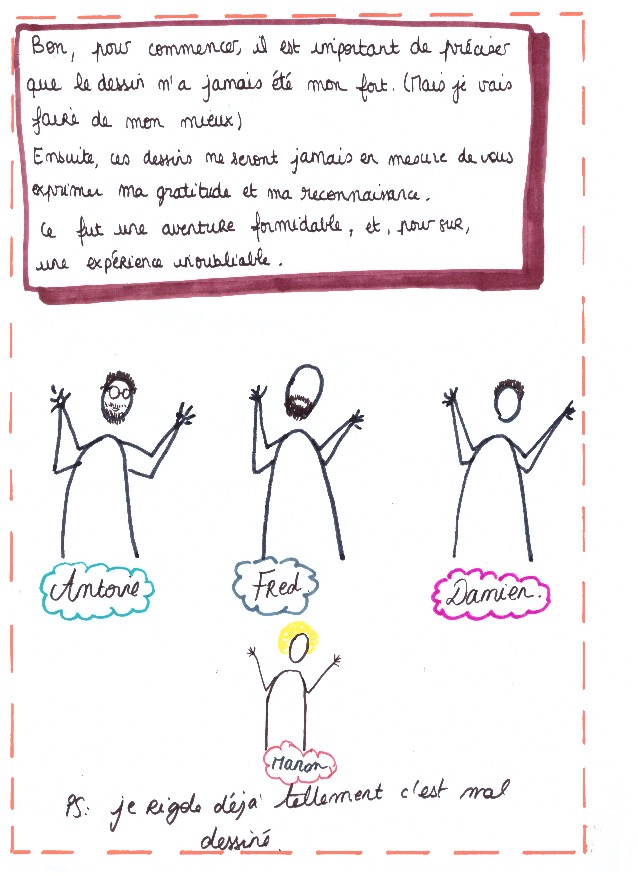 Bon, pour commencer, il est important de préciser
que le dessin n'a jamais été mon fort. (Mais je vais
faire de mon mieux)
Ensuite, ces dessins ne seront jamais en mesure de vous
exprimer ma gratitude et ma reconnaissance.
Ce fut une aventure formidable, et, pour sur,
une expérience inoubliable.
Antoine
Fred
Damien.
Manon
PS: je rigole déjà tellement c'est mal
dessiné.